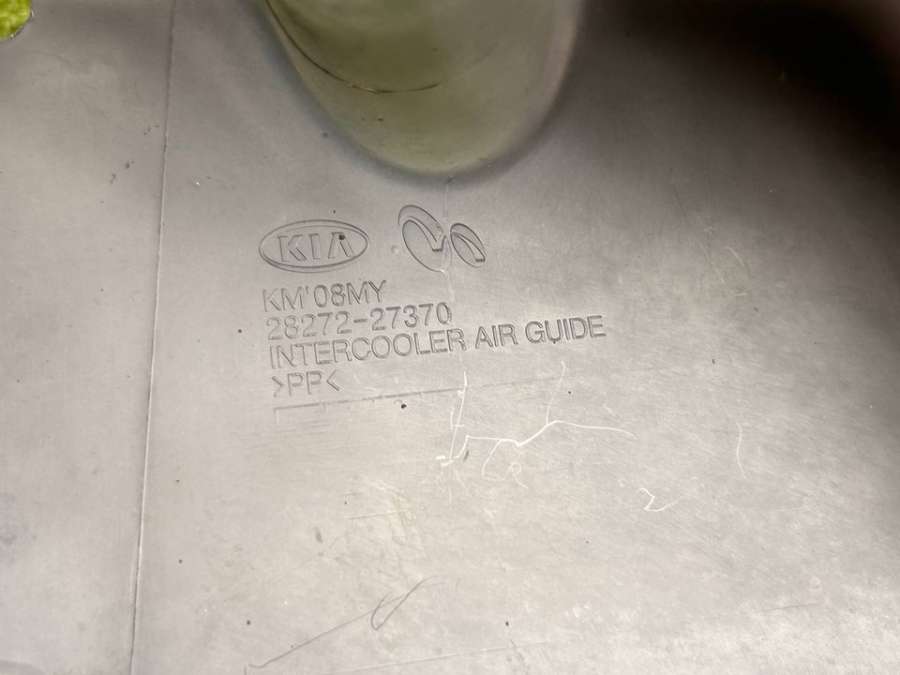 KIA
KM'08MY
28272-27370
INTERCOOLER AIR GUIDE
>PP<